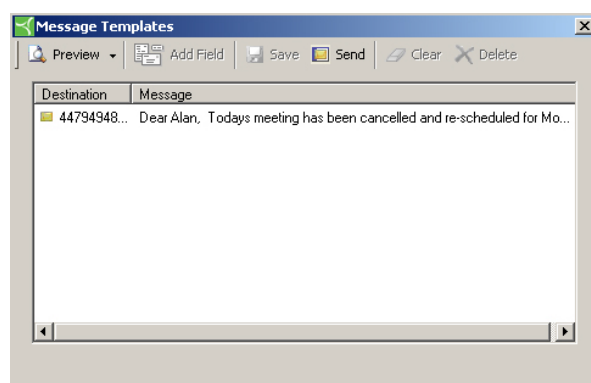 Message Templates
Preview Add Field Save Send Clear Delete
Destination Message
44794948... Dear Alan, Todays meeting has been cancelled and re-scheduled for Mo...